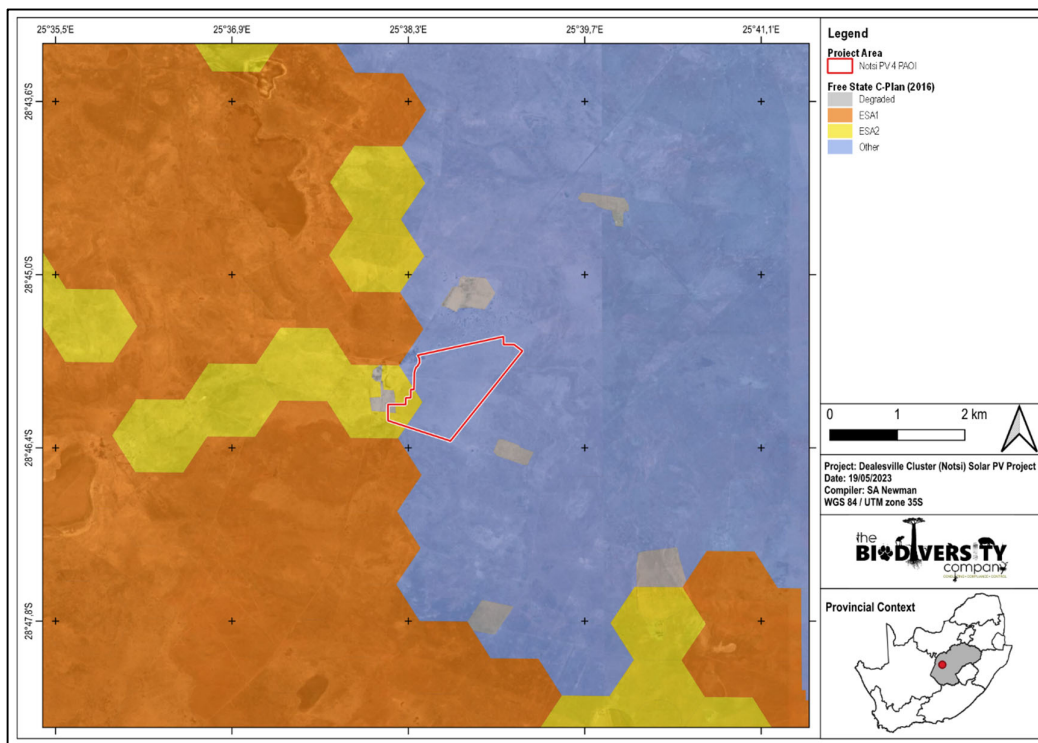 25°35,5'E 25°36,9'E 25°38,3'E 25°39,7'E 25°41,1'E
28°43,6'S
28°45,0'S
28°46,4'S
28°47,8'S
Legend
Project Area
Notsi PV 4 PAOI
Free State C-Plan (2016)
Degraded
ESA1
ESA2
Other
0 1 2 km
Project: Dealesville Cluster (Notsi) Solar PV Project
Date: 19/05/2023
Compiler: SA Newman
WGS 84 / UTM zone 35S
the
BIODIVERSITY
company
Provincial Context